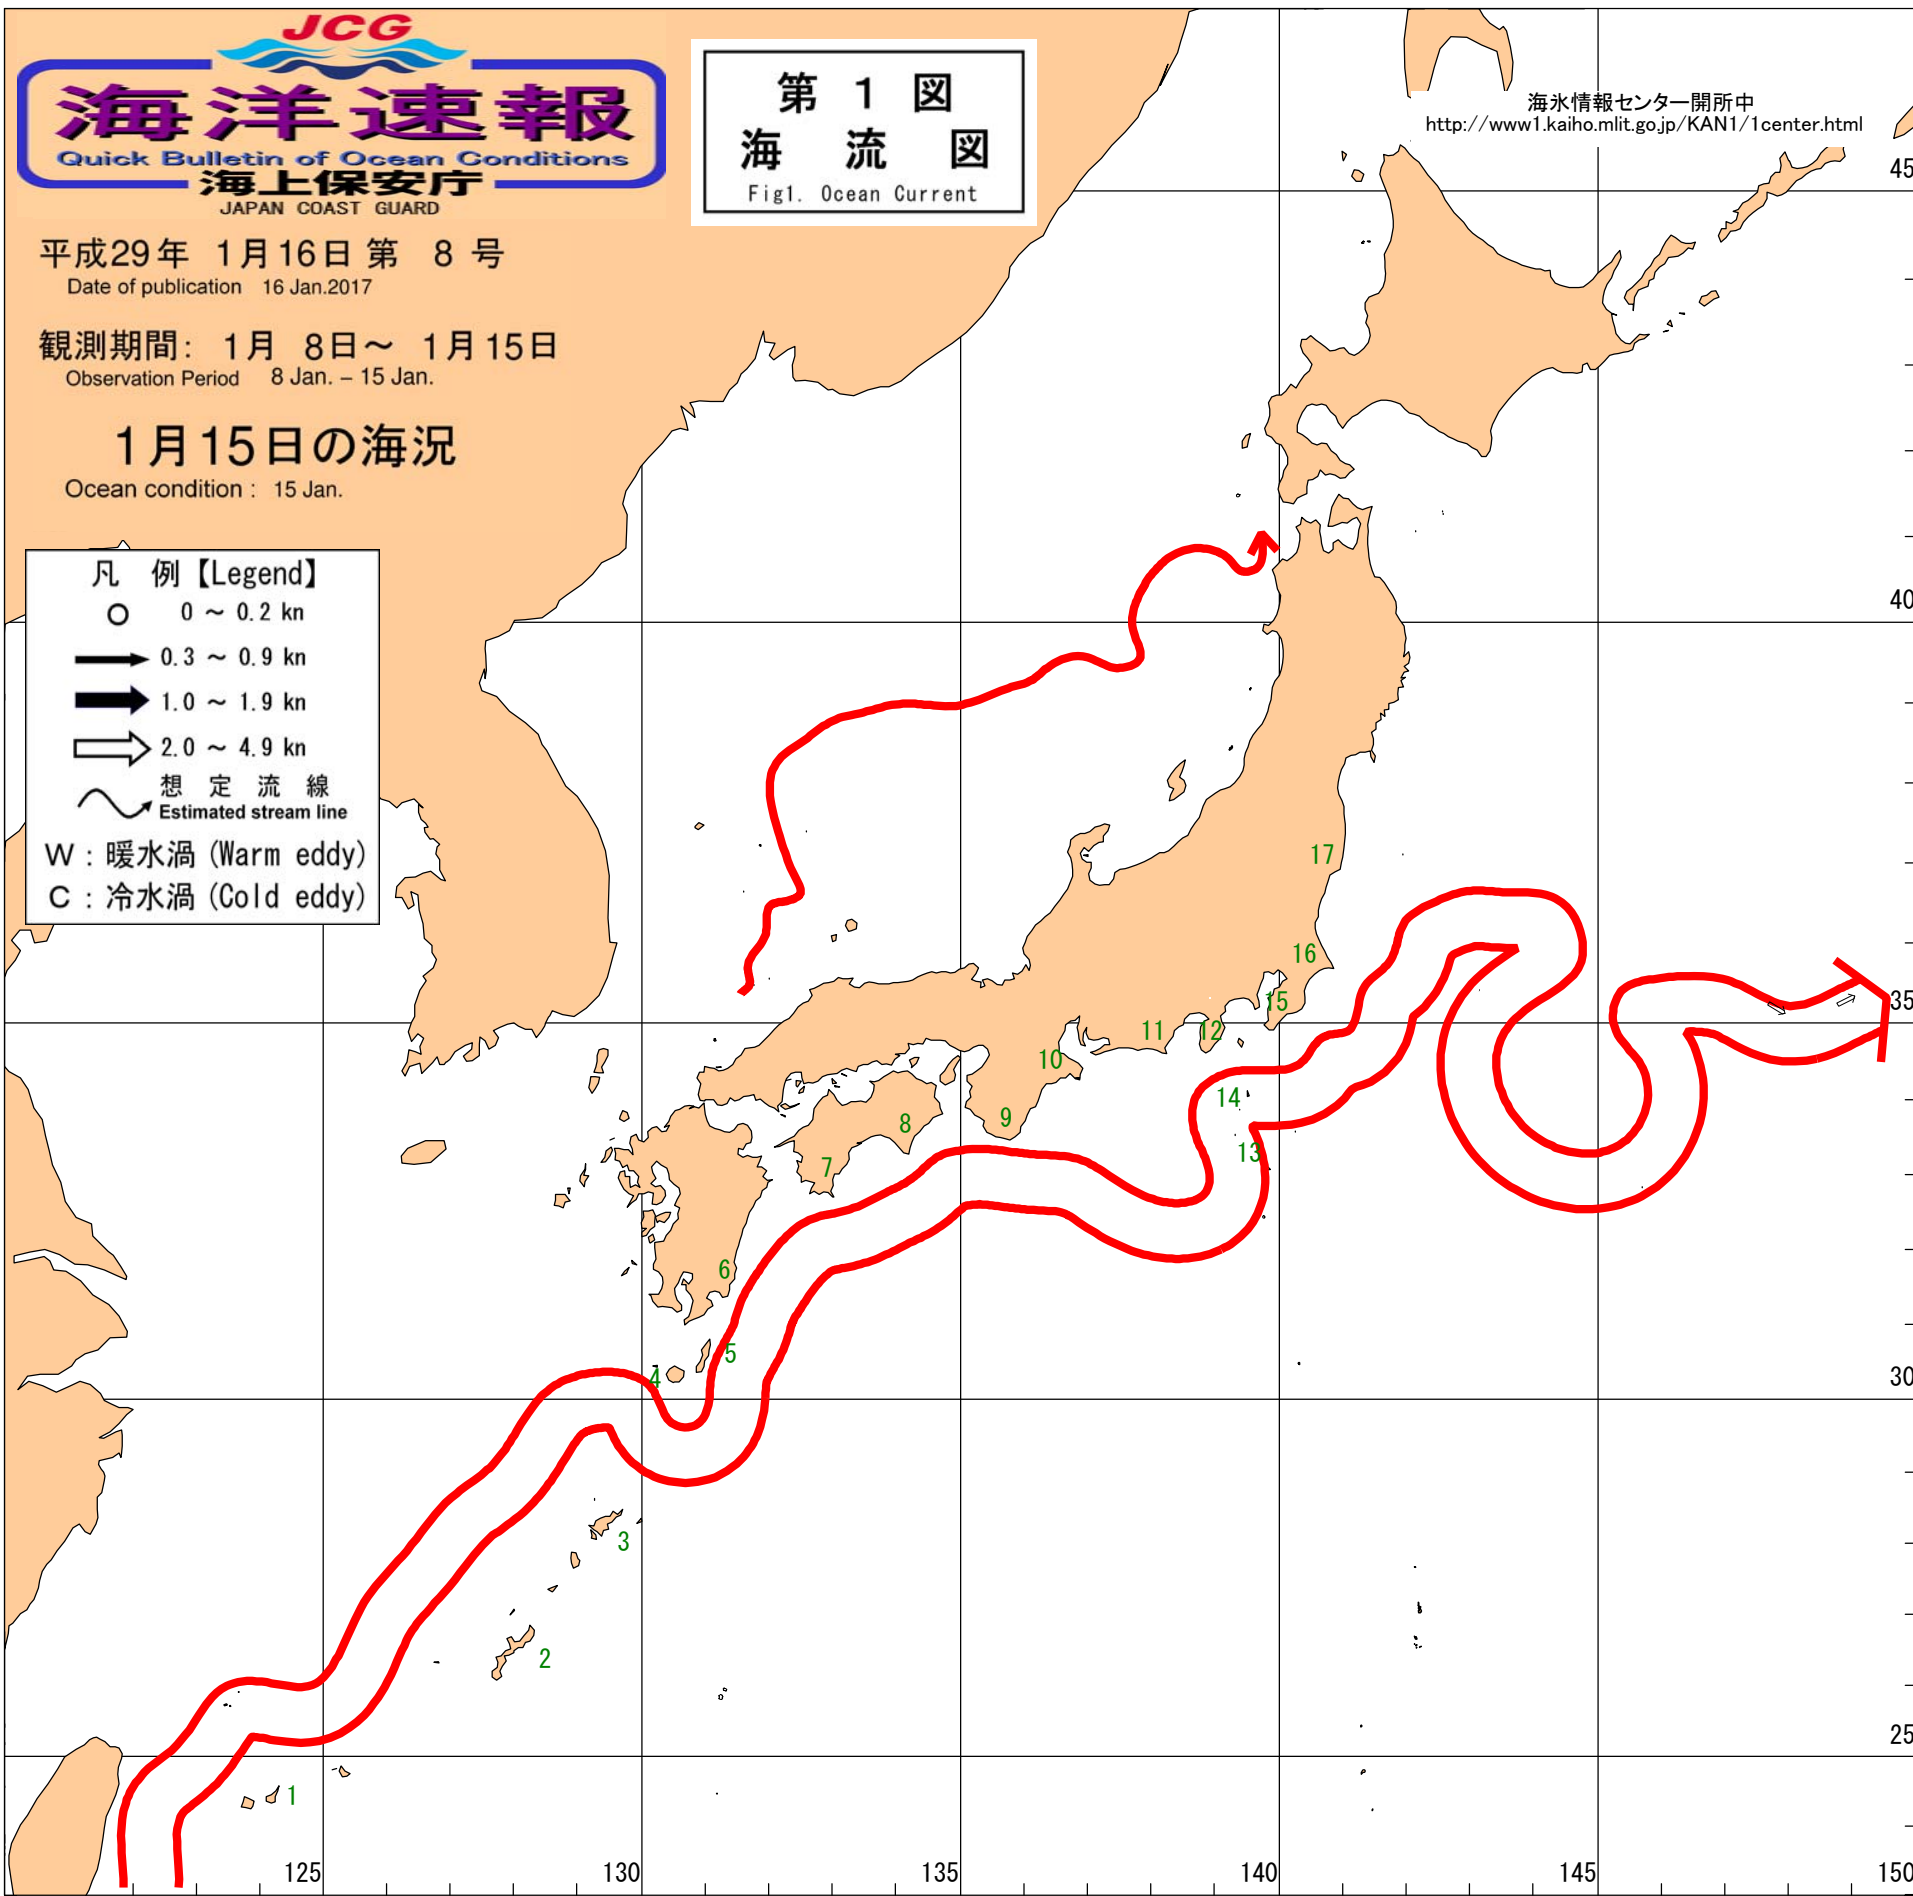 JCG
海洋速報
Quick Bulletin of Ocean Conditions
海上保安庁
JAPAN COAST GUARD
第 1 図
海 流 図
Fig1. Ocean Current
海氷情報センター開所中
http://www1.kaiho.mlit.go.jp/KAN1/1center.html
平成29年 1月16日 第 8 号
Date of publication 16 Jan.2017
観測期間: 1月 8日～ 1月15日
Observation Period 8 Jan. – 15 Jan.
1月15日の海況
Ocean condition : 15 Jan.
凡 例【Legend】
0 ～ 0.2 kn
0.3 ～ 0.9 kn
1.0 ～ 1.9 kn
2.0 ～ 4.9 kn
想 定 流 線
Estimated stream line
W : 暖水渦 (Warm eddy)
C : 冷水渦 (Cold eddy)
45
40
17
16
35
15
12
11
10
14
9
8
13
7
6
5
4
30
3
2
25
1
125
130
135
140
145
150